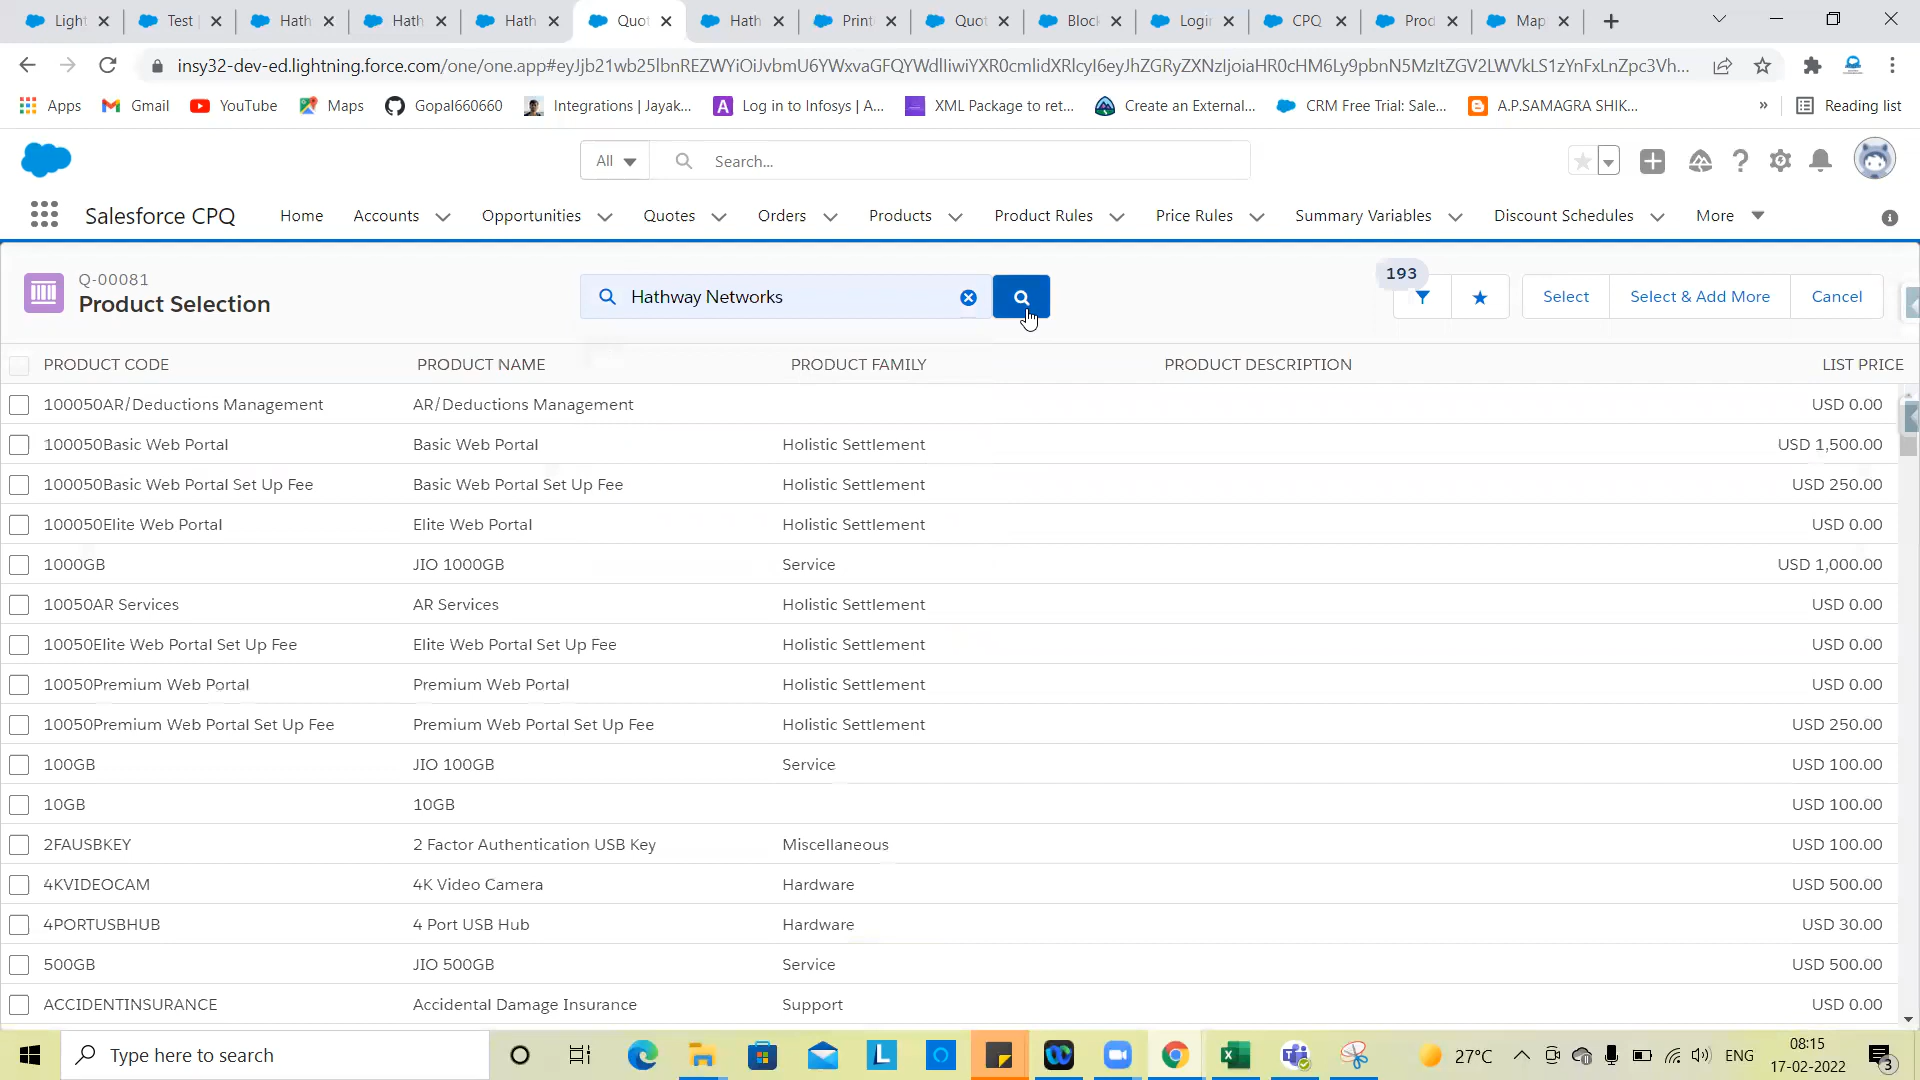 Light Test Hath Hath Hath Quot Hath Print Quot Block Login CPQ Prod Map
insy32-dev-ed.lightning.force.com/one/one.app#
Apps Gmail YouTube Maps Gopal660060 Integrations | Jayak... Log in to Infosys | A... XML Package to ret... Create an External... CRM Free Trial: Sale... A.P.SAMAGRA SHIK... » Reading list
All Search...
Salesforce CPQ Home Accounts Opportunities Quotes Orders Products Product Rules Price Rules Summary Variables Discount Schedules More
Q-00081
Product Selection
Hathway Networks
193
Select Select & Add More Cancel
PRODUCT CODE PRODUCT NAME PRODUCT FAMILY PRODUCT DESCRIPTION LIST PRICE
100050AR/Deductions Management AR/Deductions Management USD 0.00
100050Basic Web Portal Basic Web Portal Holistic Settlement USD 1,500.00
100050Basic Web Portal Set Up Fee Basic Web Portal Set Up Fee Holistic Settlement USD 250.00
100050Elite Web Portal Elite Web Portal Holistic Settlement USD 0.00
1000GB JIO 1000GB Service USD 1,000.00
10050AR Services AR Services Holistic Settlement USD 0.00
10050Elite Web Portal Set Up Fee Elite Web Portal Set Up Fee Holistic Settlement USD 0.00
10050Premium Web Portal Premium Web Portal Holistic Settlement USD 0.00
10050Premium Web Portal Set Up Fee Premium Web Portal Set Up Fee Holistic Settlement USD 250.00
100GB JIO 100GB Service USD 100.00
10GB 10GB USD 100.00
2FAUSBKEY 2 Factor Authentication USB Key Miscellaneous USD 100.00
4KVIDEOCAM 4K Video Camera Hardware USD 500.00
4PORTUSBHUB 4 Port USB Hub Hardware USD 30.00
500GB JIO 500GB Service USD 500.00
ACCIDENTINSURANCE Accidental Damage Insurance Support USD 0.00
Type here to search 27°C ENG 08:15
17-02-2022 3